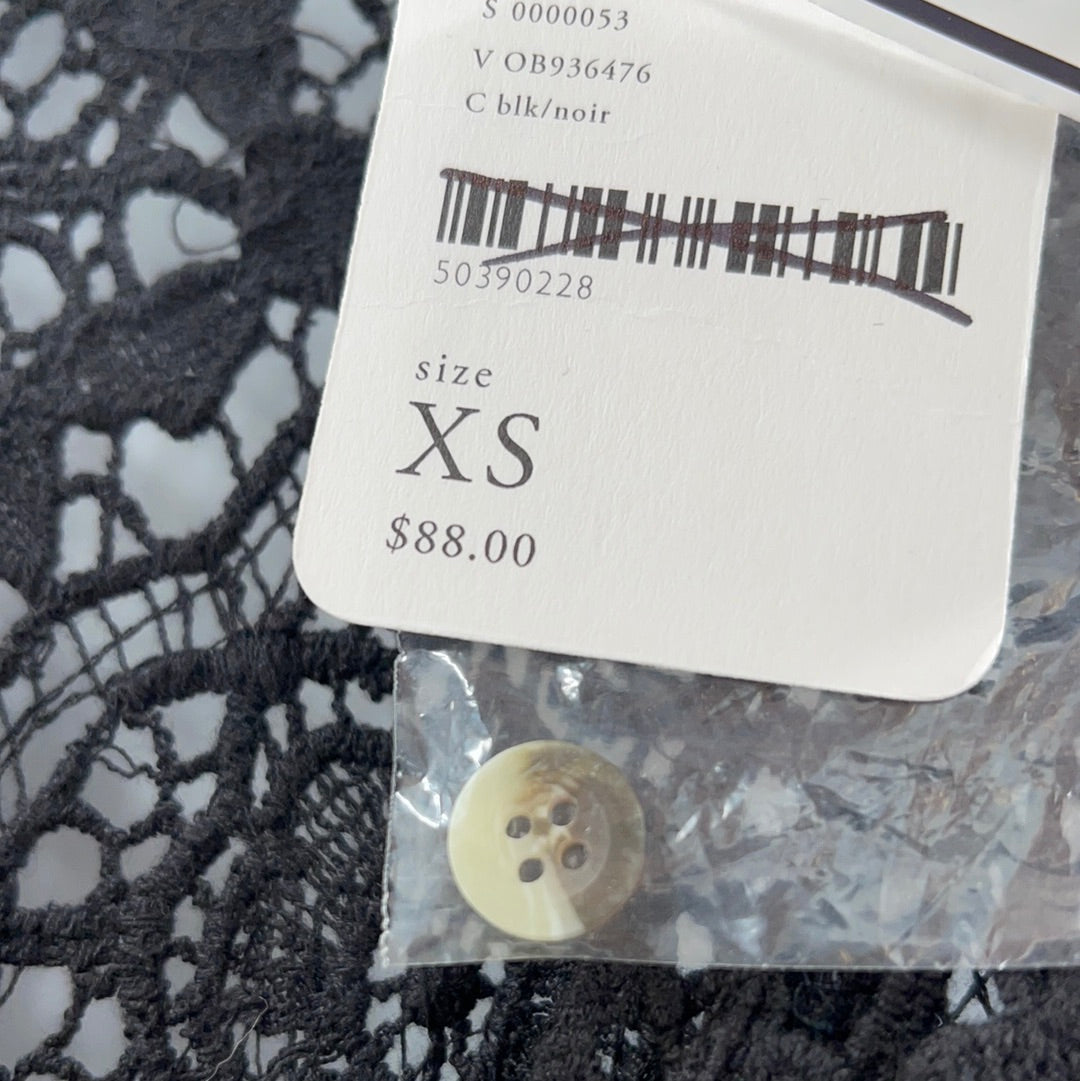 S 0000053
V OB936476
C blk/noir
50390228
size
XS
$88.00